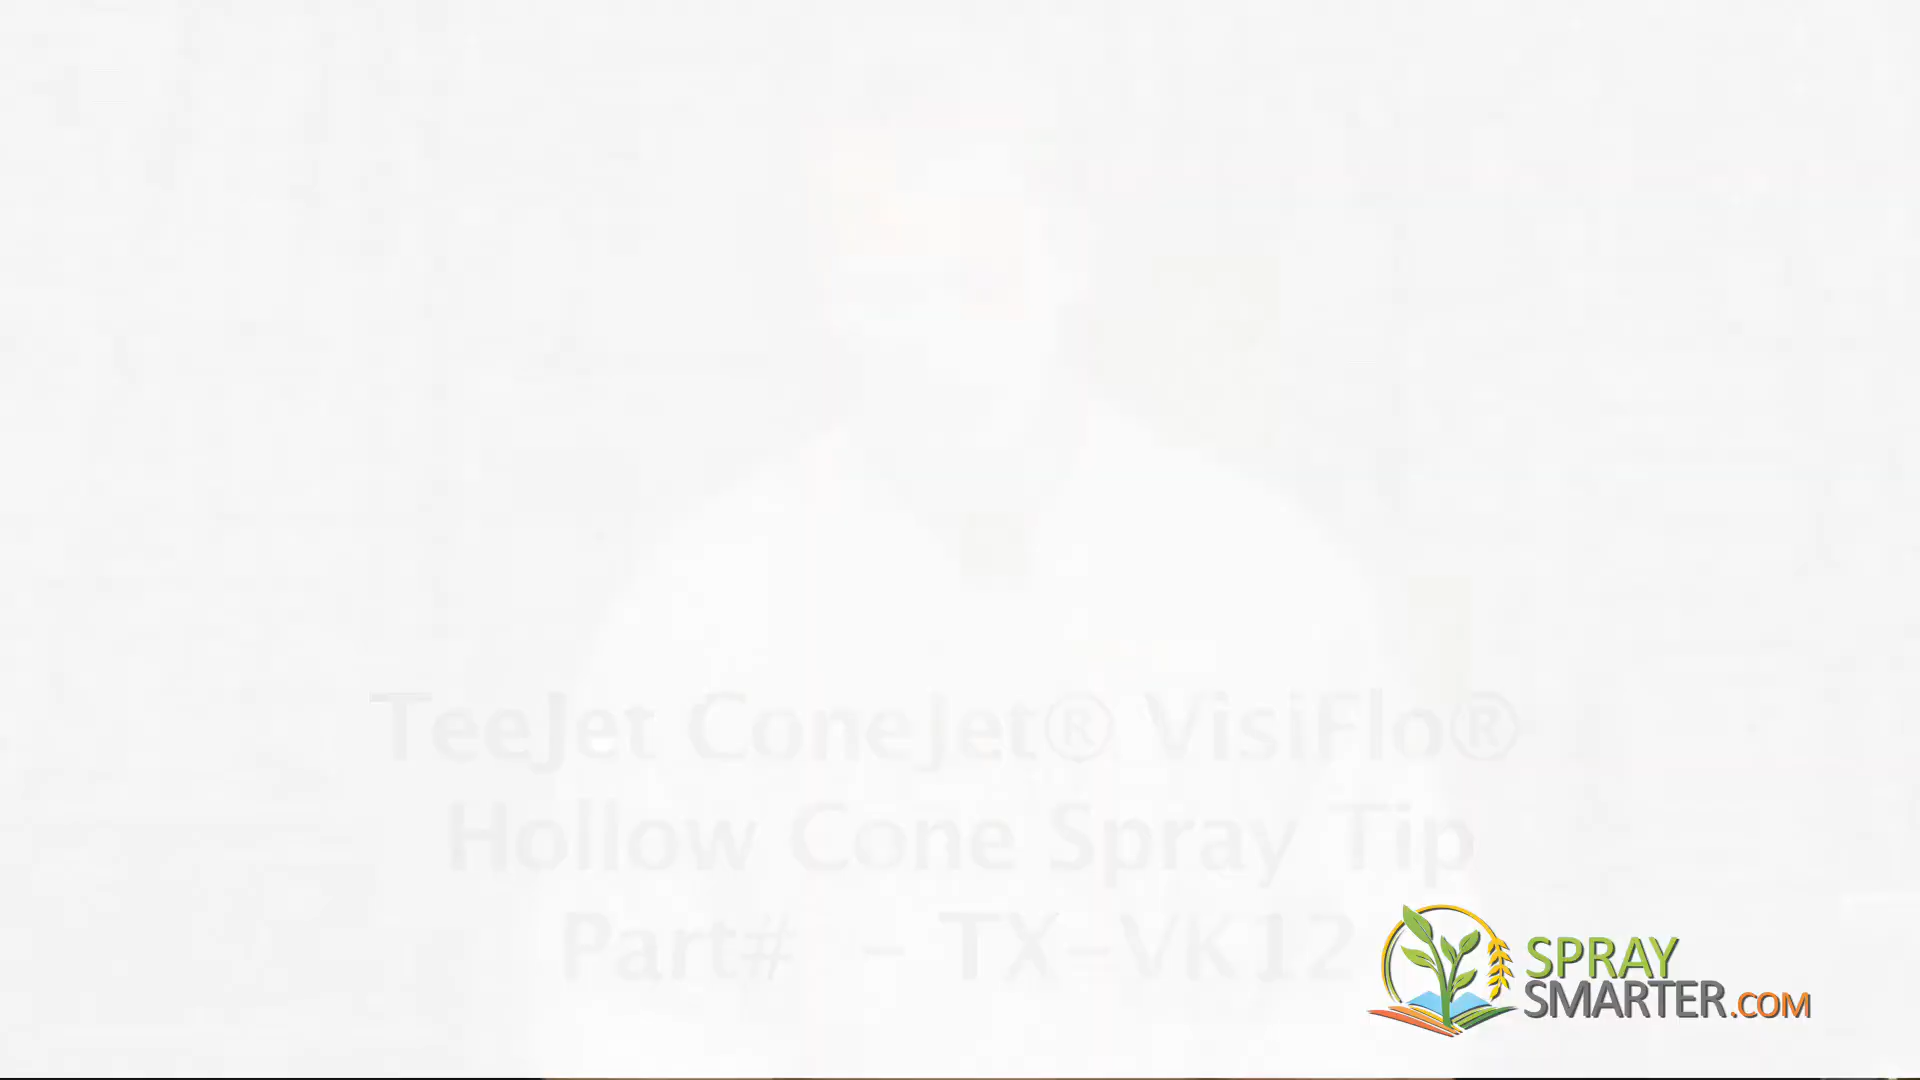 TeeJet ConeJet® VisiFlo®
Hollow Cone Spray Tip
Part# - TX-VK12
SPRAY
SMARTER.COM